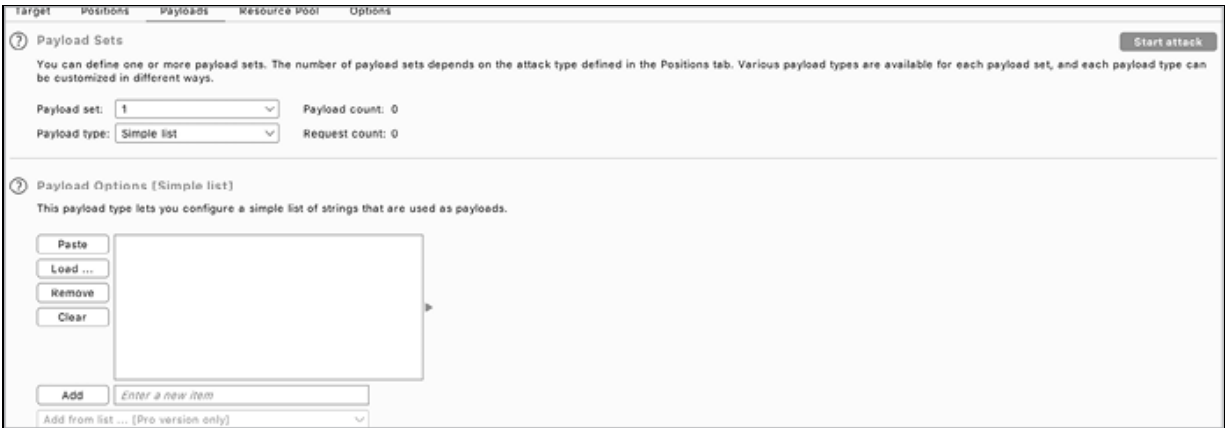 Target Positions Payloads Resource Pool Options
Payload Sets
Start attack
You can define one or more payload sets. The number of payload sets depends on the attack type defined in the Positions tab. Various payload types are available for each payload set, and each payload type can
be customized in different ways.
Payload set: 1 Payload count: 0
Payload type: Simple list Request count: 0
Payload Options [Simple list]
This payload type lets you configure a simple list of strings that are used as payloads.
Paste
Load ...
Remove
Clear
Add Enter a new item
Add from list ... [Pro version only]